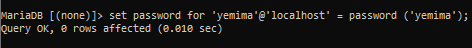 MariaDB [(none)]> set password for 'yemima'@'localhost' = password ('yemima');
Query OK, 0 rows affected (0.010 sec)